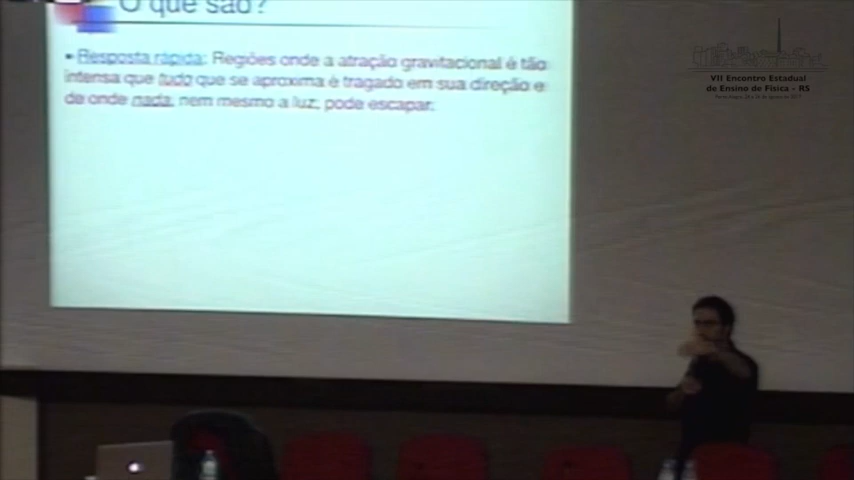 O que são?
• Resposta rápida: Regiões onde a atração gravitacional é tão
intensa que tudo que se aproxima é tragado em sua direção e
de onde nada, nem mesmo a luz, pode escapar.
VII Encontro Estadual
de Ensino de Física - RS